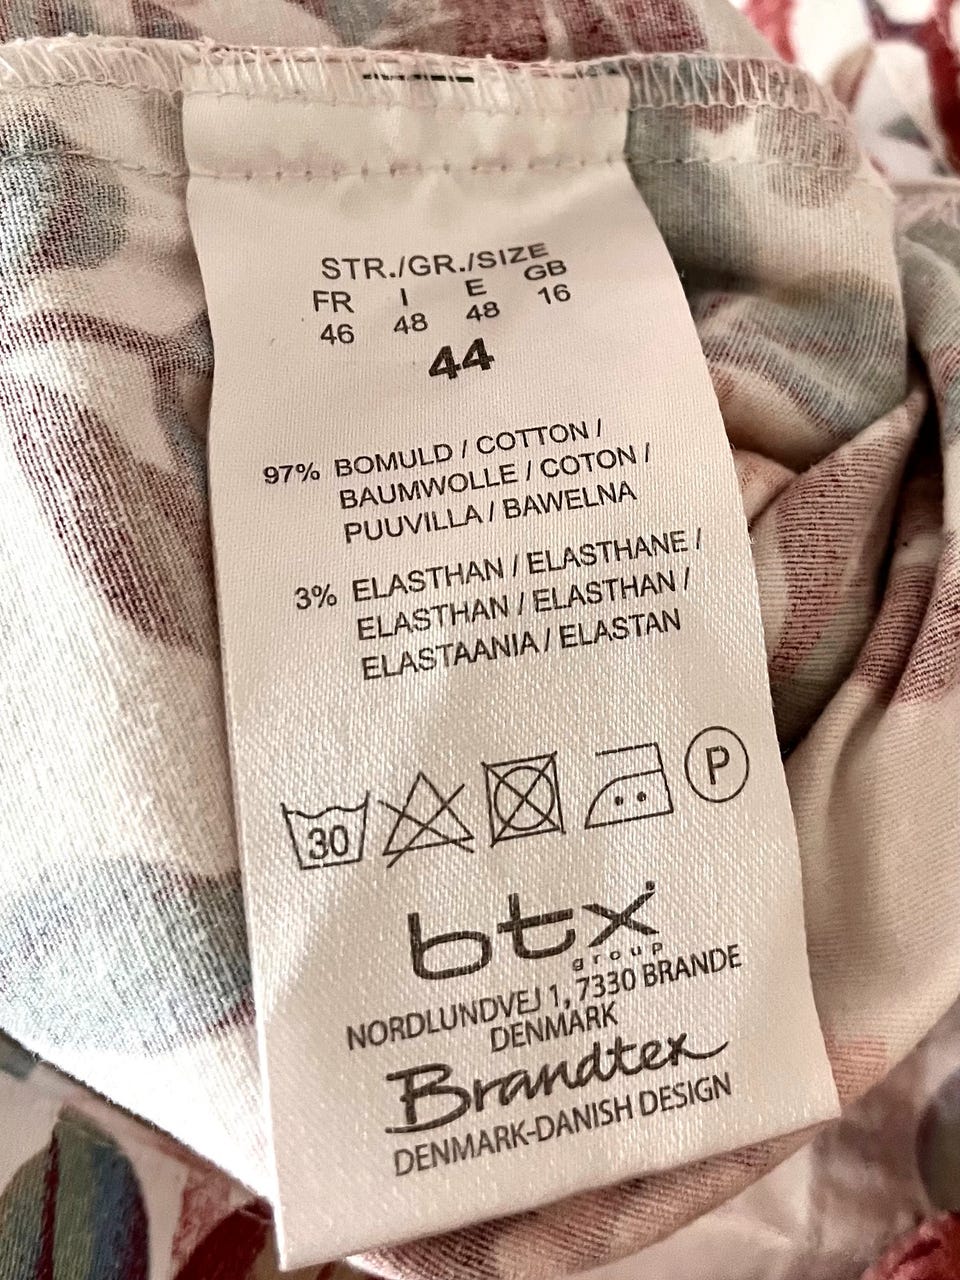 STR./GR./SIZE
FR I E GB
46 48 48 16
44
97% BOMULD / COTTON /
BAUMWOLLE / COTON /
PUUVILLA / BAWELNA
3% ELASTHAN / ELASTHANE /
ELASTHAN / ELASTHAN /
ELASTAANIA / ELASTAN
30 P
btx
group
NORDLUNDVEJ 1, 7330 BRANDE
DENMARK
Brandtex
DENMARK-DANISH DESIGN